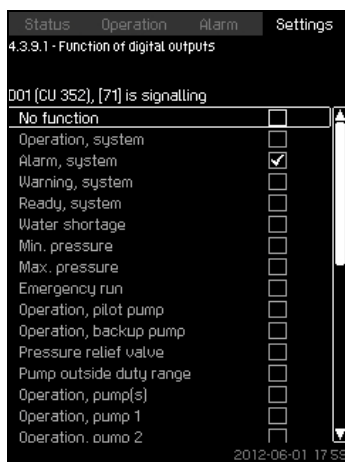 Status Operation Alarm Settings
4.3.9.1 - Function of digital outputs
DO1 (CU 352), [71] is signalling
No function
Operation, system
Alarm, system
Warning, system
Ready, system
Water shortage
Min. pressure
Max. pressure
Emergency run
Operation, pilot pump
Operation, backup pump
Pressure relief valve
Pump outside duty range
Operation, pump(s)
Operation, pump 1
Operation, pump 2
2012-06-01 17:59